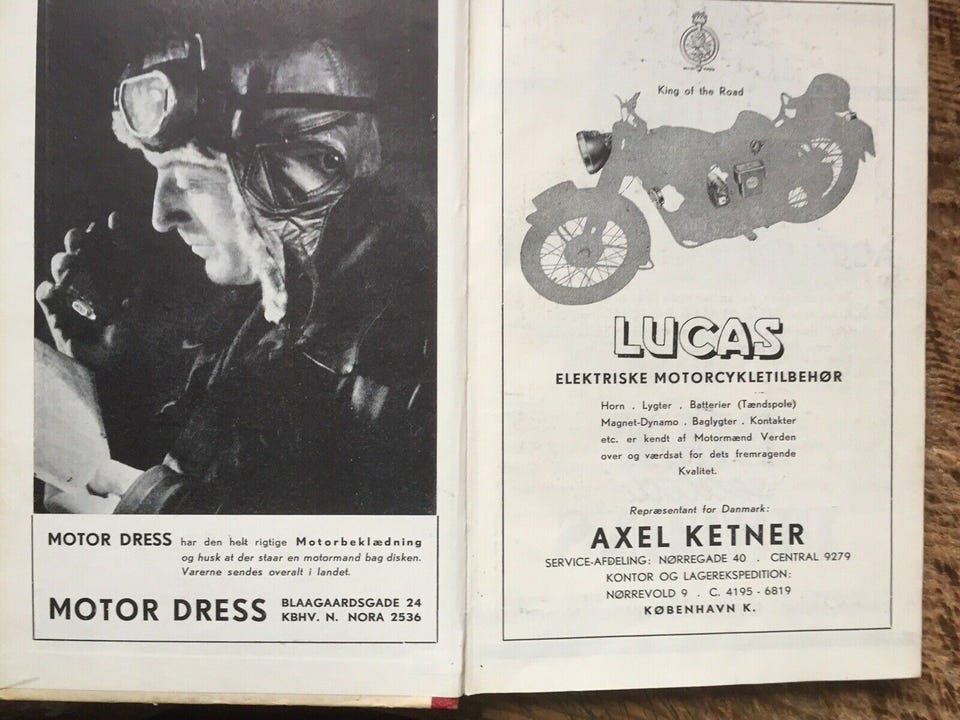 MOTOR DRESS har den helt rigtige Motorbeklædning
og husk at der staar en motormand bag disken.
Varerne sendes overalt i landet.
MOTOR DRESS
BLAAGAARDSGADE 24
KBHV. N. NORA 2536
King of the Road
LUCAS
ELEKTRISKE MOTORCYKLETILBEHØR
Horn . Lygter . Batterier (Tændspole)
Magnet-Dynamo . Baglygter . Kontakter
etc. er kendt af Motormænd Verden
over og værdsat for dets fremragende
Kvalitet.
Repræsentant for Danmark:
AXEL KETNER
SERVICE-AFDELING: NØRREGADE 40 . CENTRAL 9279
KONTOR OG LAGEREKSPEDITION:
NØRREVOLD 9 . C. 4195 - 6819
KØBENHAVN K.